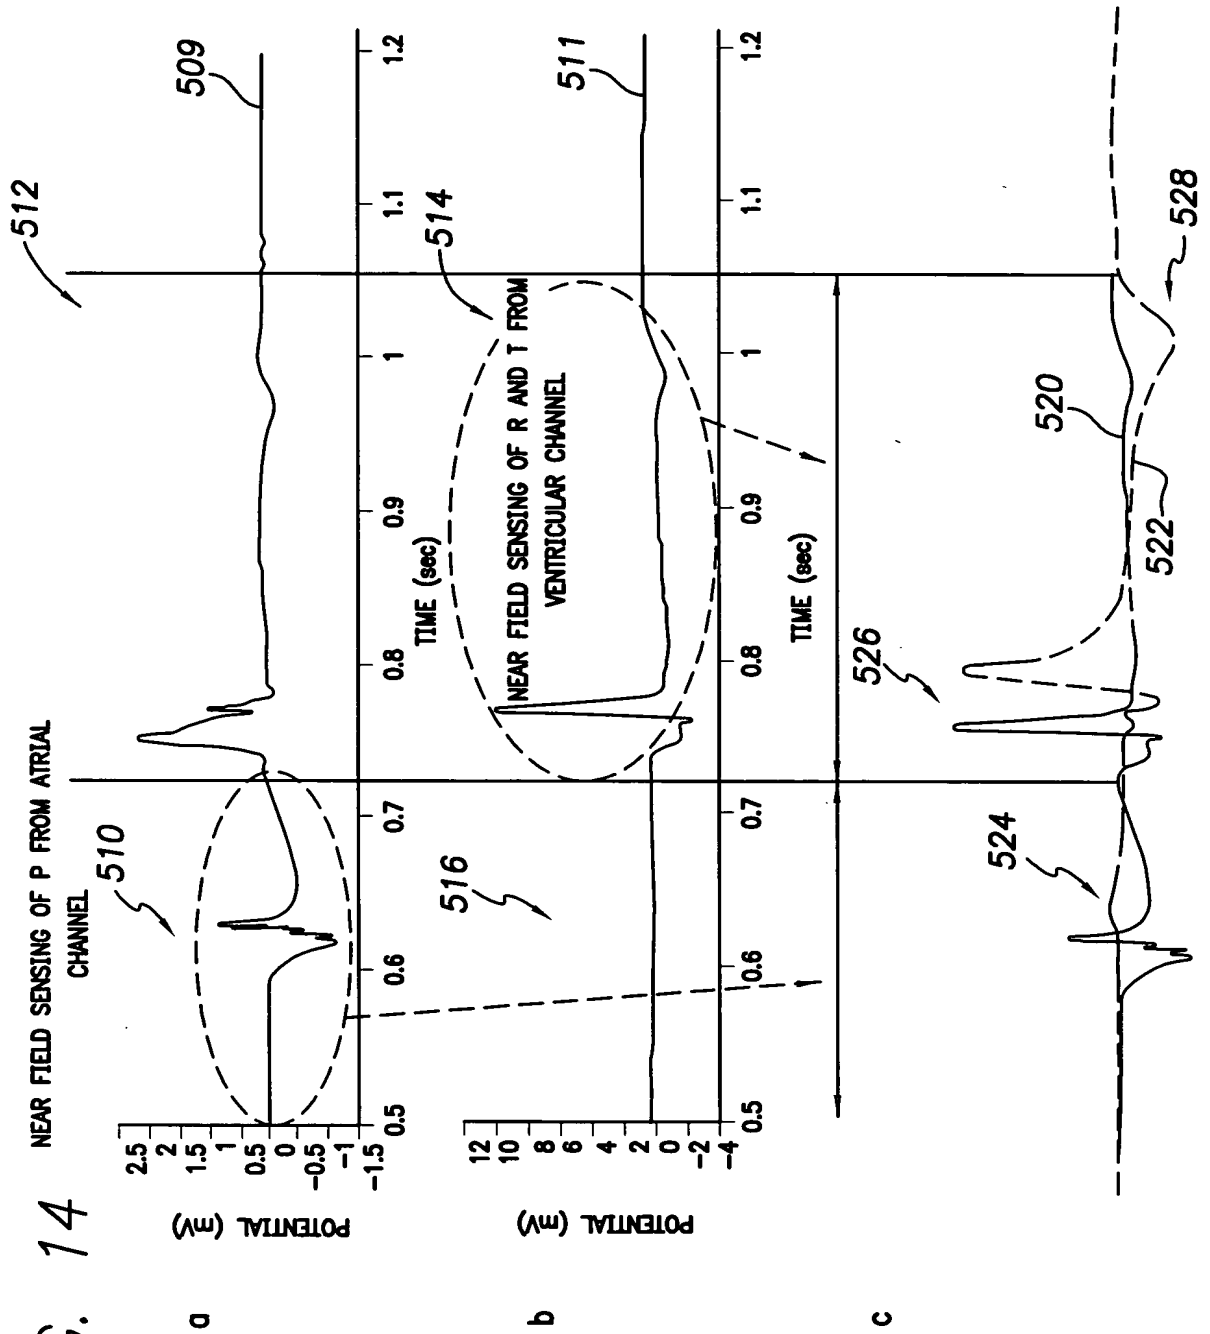 G. 14
NEAR FIELD SENSING OF P FROM ATRIAL
CHANNEL
512
510
509
a
POTENTIAL (mV)
2.5
2
1.5
1
0.5
0
-0.5
-1
-1.5
0.5 0.6 0.7 0.8 0.9 1 1.1 1.2
TIME (sec)
514
516
511
NEAR FIELD SENSING OF R AND T FROM
VENTRICULAR CHANNEL
b
POTENTIAL (mV)
12
10
8
6
4
2
0
-2
-4
0.5 0.6 0.7 0.8 0.9 1 1.1 1.2
TIME (sec)
c
524
526
520
522
528